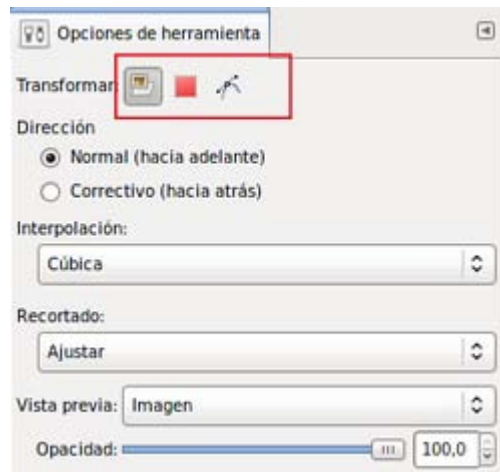 Opciones de herramienta
Transformar:
Dirección
Normal (hacia adelante)
Correctivo (hacia atrás)
Interpolación:
Cúbica
Recortado:
Ajustar
Vista previa: Imagen
Opacidad: 100,0